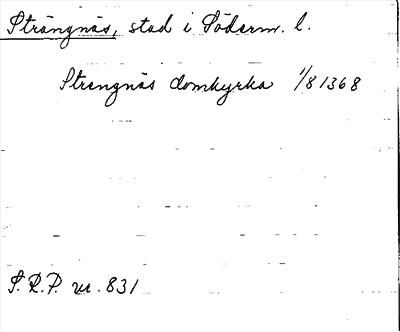 Strängnäs, stad i Söderm. l.
Strengnäs domkyrka 1/8 1368
S.R.P. nr. 831